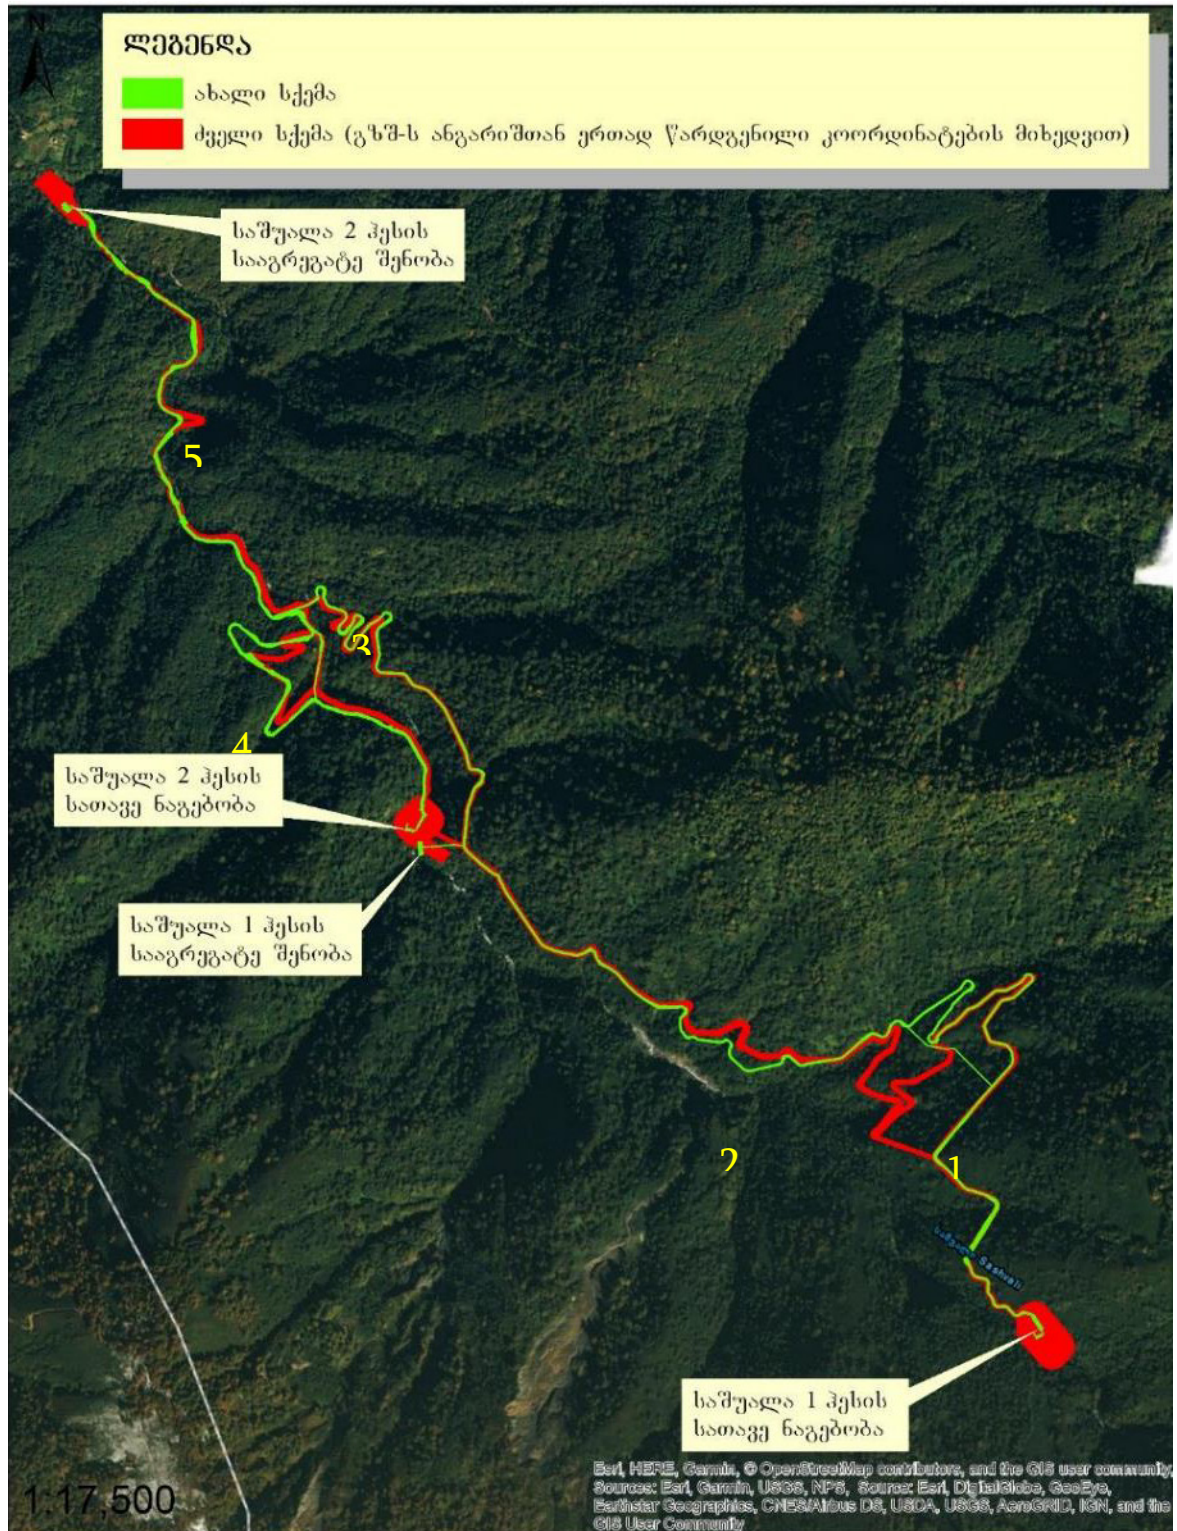 N
ლეგენდა
ახალი სქემა
ძველი სქემა (გზშ-ს ანგარიშთან ერთად წარდგენილი კოორდინატების მიხედვით)
საშუალა 2 ჰესის
სააგრეგატე შენობა
5
3
4
საშუალა 2 ჰესის
სათავე ნაგებობა
საშუალა 1 ჰესის
სააგრეგატე შენობა
2
1
საშუალა 1 ჰესის
სათავე ნაგებობა
1:17,500
Esri, HERE, Garmin, © OpenStreetMap contributors, and the GIS user community,
Sources: Esri, Garmin, USGS, NPS, Source: Esri, DigitalGlobe, GeoEye,
Earthstar Geographics, CNES/Airbus DS, USDA, USGS, AeroGRID, IGN, and the
GIS User Community